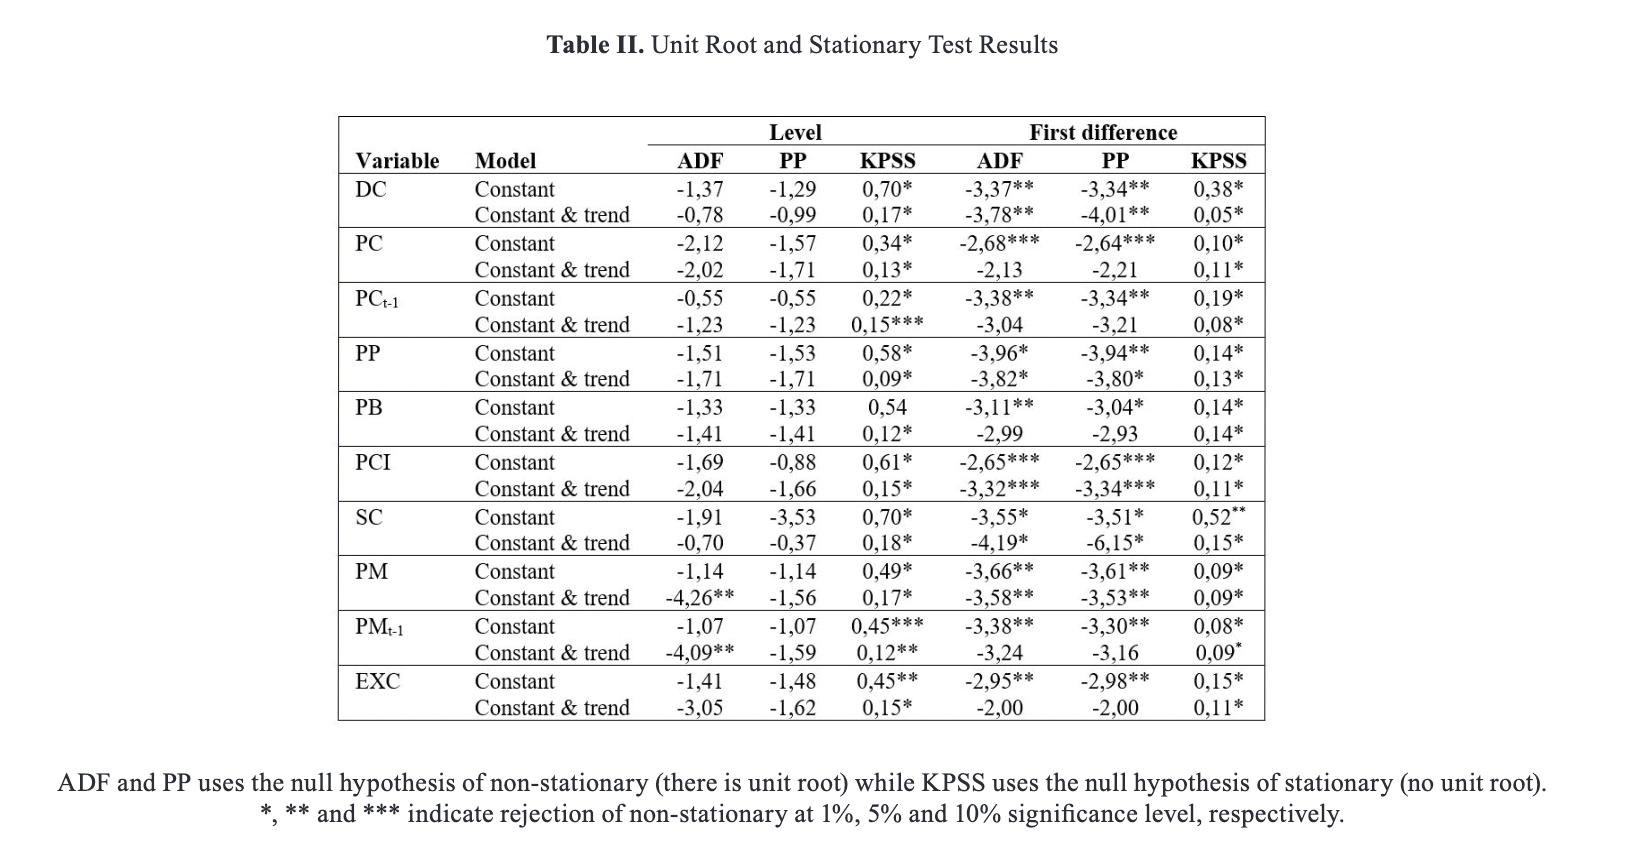 Table II. Unit Root and Stationary Test Results
Level First difference
Variable Model ADF PP KPSS ADF PP KPSS
DC Constant -1,37 -1,29 0,70* -3,37** -3,34** 0,38*
Constant & trend -0,78 -0,99 0,17* -3,78** -4,01** 0,05*
PC Constant -2,12 -1,57 0,34* -2,68*** -2,64*** 0,10*
Constant & trend -2,02 -1,71 0,13* -2,13 -2,21 0,11*
PCt-1 Constant -0,55 -0,55 0,22* -3,38** -3,34** 0,19*
Constant & trend -1,23 -1,23 0,15*** -3,04 -3,21 0,08*
PP Constant -1,51 -1,53 0,58* -3,96* -3,94** 0,14*
Constant & trend -1,71 -1,71 0,09* -3,82* -3,80* 0,13*
PB Constant -1,33 -1,33 0,54 -3,11** -3,04* 0,14*
Constant & trend -1,41 -1,41 0,12* -2,99 -2,93 0,14*
PCI Constant -1,69 -0,88 0,61* -2,65*** -2,65*** 0,12*
Constant & trend -2,04 -1,66 0,15* -3,32*** -3,34*** 0,11*
SC Constant -1,91 -3,53 0,70* -3,55* -3,51* 0,52**
Constant & trend -0,70 -0,37 0,18* -4,19* -6,15* 0,15*
PM Constant -1,14 -1,14 0,49* -3,66** -3,61** 0,09*
Constant & trend -4,26** -1,56 0,17* -3,58** -3,53** 0,09*
PMt-1 Constant -1,07 -1,07 0,45*** -3,38** -3,30** 0,08*
Constant & trend -4,09** -1,59 0,12** -3,24 -3,16 0,09*
EXC Constant -1,41 -1,48 0,45** -2,95** -2,98** 0,15*
Constant & trend -3,05 -1,62 0,15* -2,00 -2,00 0,11*
ADF and PP uses the null hypothesis of non-stationary (there is unit root) while KPSS uses the null hypothesis of stationary (no unit root).
*, ** and *** indicate rejection of non-stationary at 1%, 5% and 10% significance level, respectively.